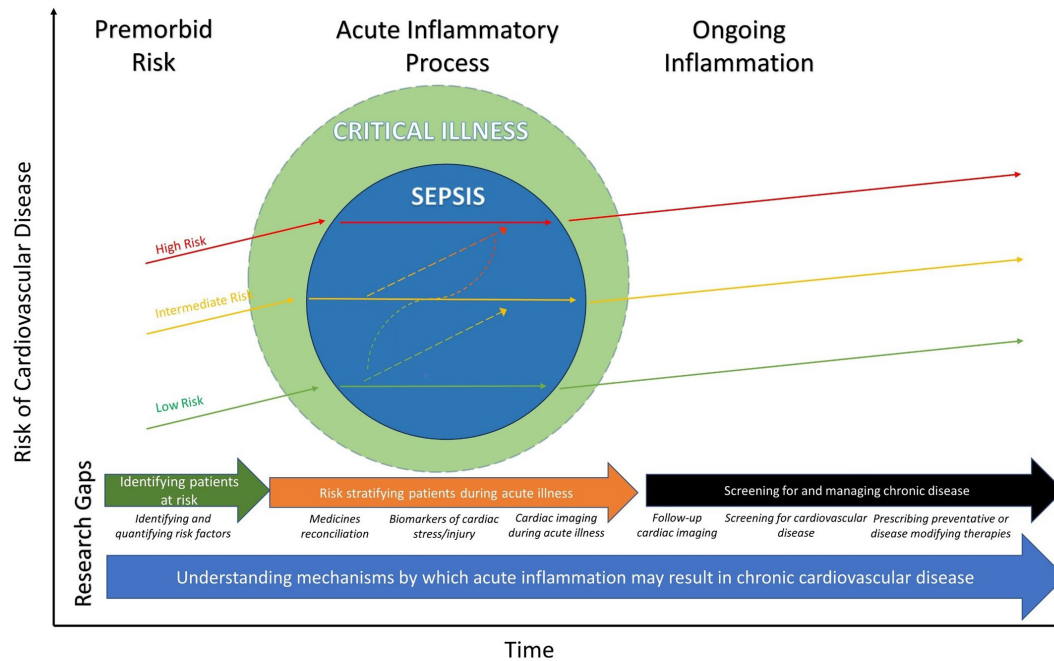 Premorbid
Risk
Acute Inflammatory
Process
Ongoing
Inflammation
CRITICAL ILLNESS
SEPSIS
High Risk
Intermediate Risk
Low Risk
Risk of Cardiovascular Disease
Research Gaps
Identifying patients
at risk
Risk stratifying patients during acute illness
Screening for and managing chronic disease
Identifying and
quantifying risk factors
Medicines
reconciliation
Biomarkers of cardiac
stress/injury
Cardiac imaging
during acute illness
Follow-up
cardiac imaging
Screening for cardiovascular
disease
Prescribing preventative or
disease modifying therapies
Understanding mechanisms by which acute inflammation may result in chronic cardiovascular disease
Time